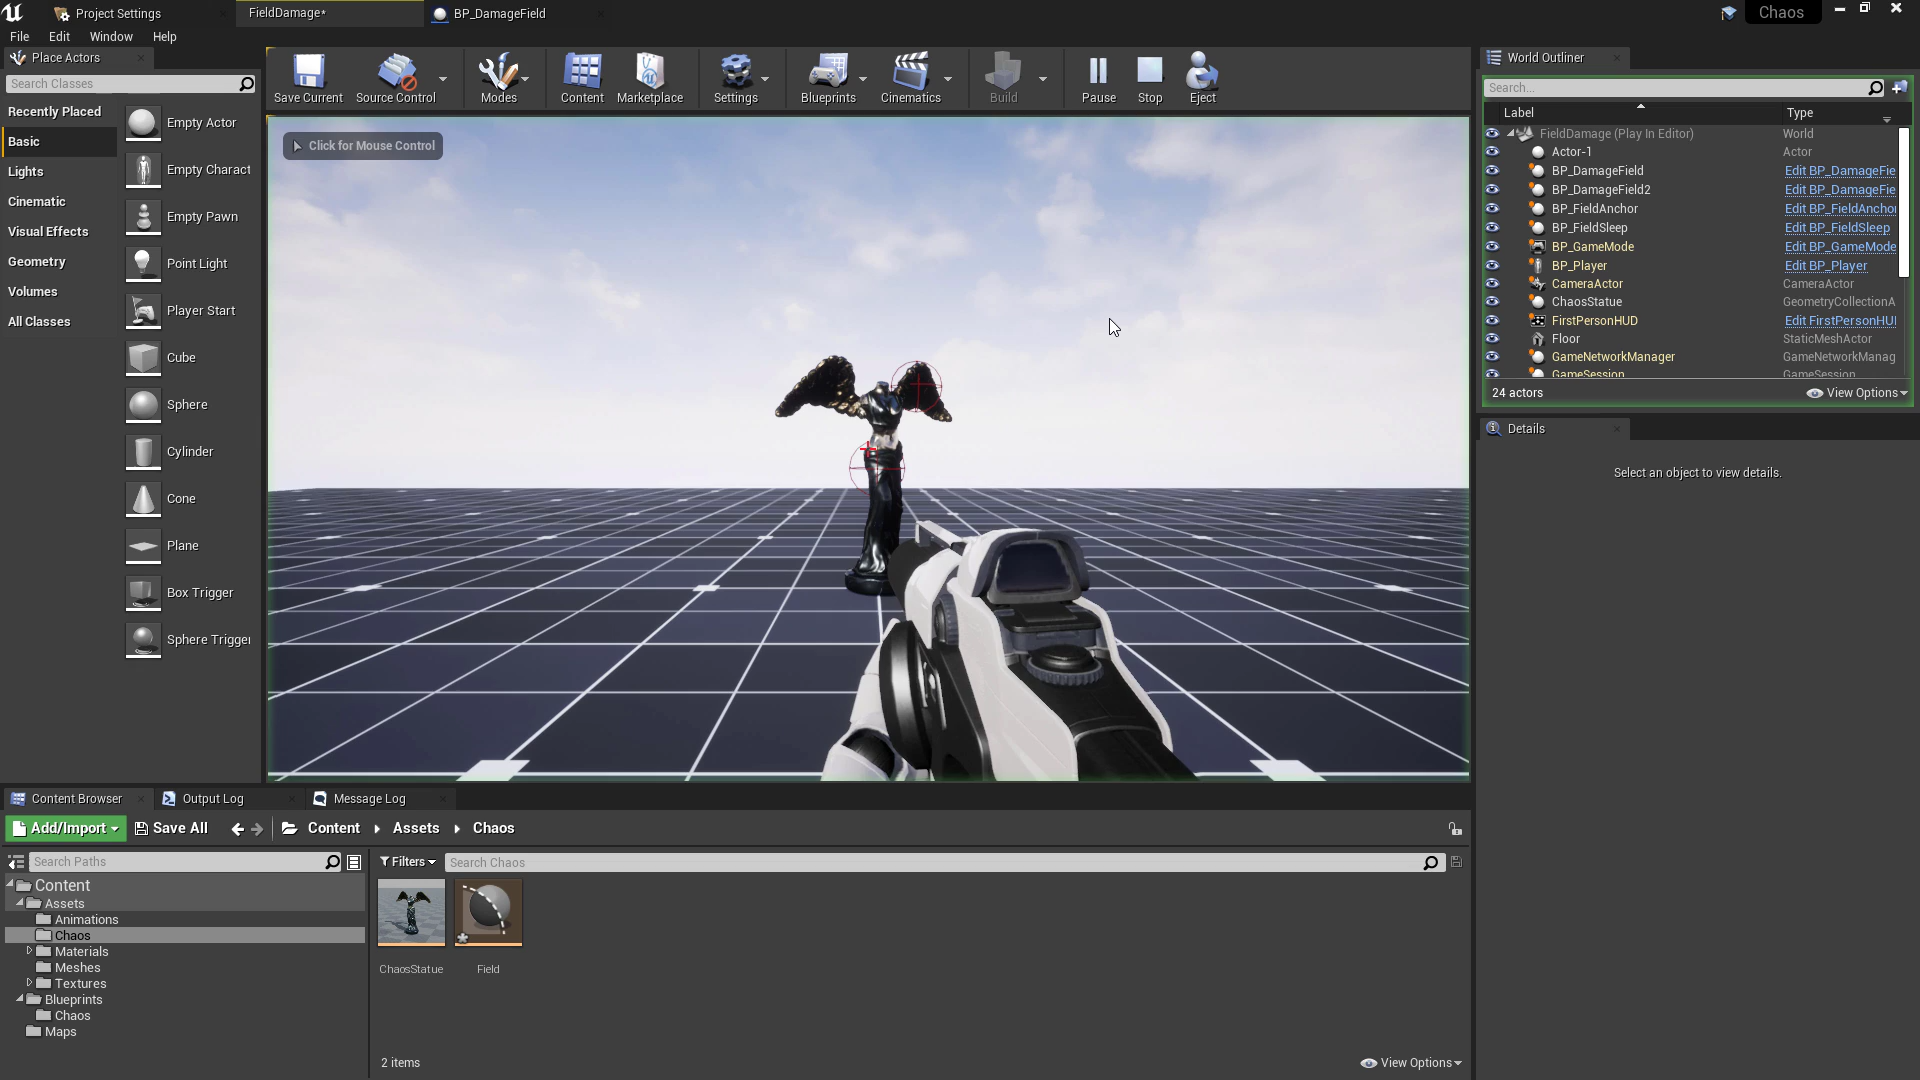 Project Settings
FieldDamage*
BP_DamageField
Chaos
File Edit Window Help
Place Actors
Search Classes
Recently Placed
Basic
Lights
Cinematic
Visual Effects
Geometry
Volumes
All Classes
Empty Actor
Empty Charact
Empty Pawn
Point Light
Player Start
Cube
Sphere
Cylinder
Cone
Plane
Box Trigger
Sphere Trigger
Save Current
Source Control
Modes
Content
Marketplace
Settings
Blueprints
Cinematics
Build
Pause
Stop
Eject
Click for Mouse Control
World Outliner
Search...
Label Type
FieldDamage (Play In Editor) World
Actor-1 Actor
BP_DamageField Edit BP_DamageFie
BP_DamageField2 Edit BP_DamageFie
BP_FieldAnchor Edit BP_FieldAnchor
BP_FieldSleep Edit BP_FieldSleep
BP_GameMode Edit BP_GameMode
BP_Player Edit BP_Player
CameraActor CameraActor
ChaosStatue GeometryCollectionA
FirstPersonHUD Edit FirstPersonHUI
Floor StaticMeshActor
GameNetworkManager GameNetworkManag
GameSession GameSession
24 actors
View Options
Details
Select an object to view details.
Content Browser
Output Log
Message Log
Add/Import
Save All
Content
Assets
Chaos
Search Paths
Filters
Search Chaos
Content
Assets
Animations
Chaos
Materials
Meshes
Textures
Blueprints
Chaos
Maps
ChaosStatue
Field
2 items
View Options